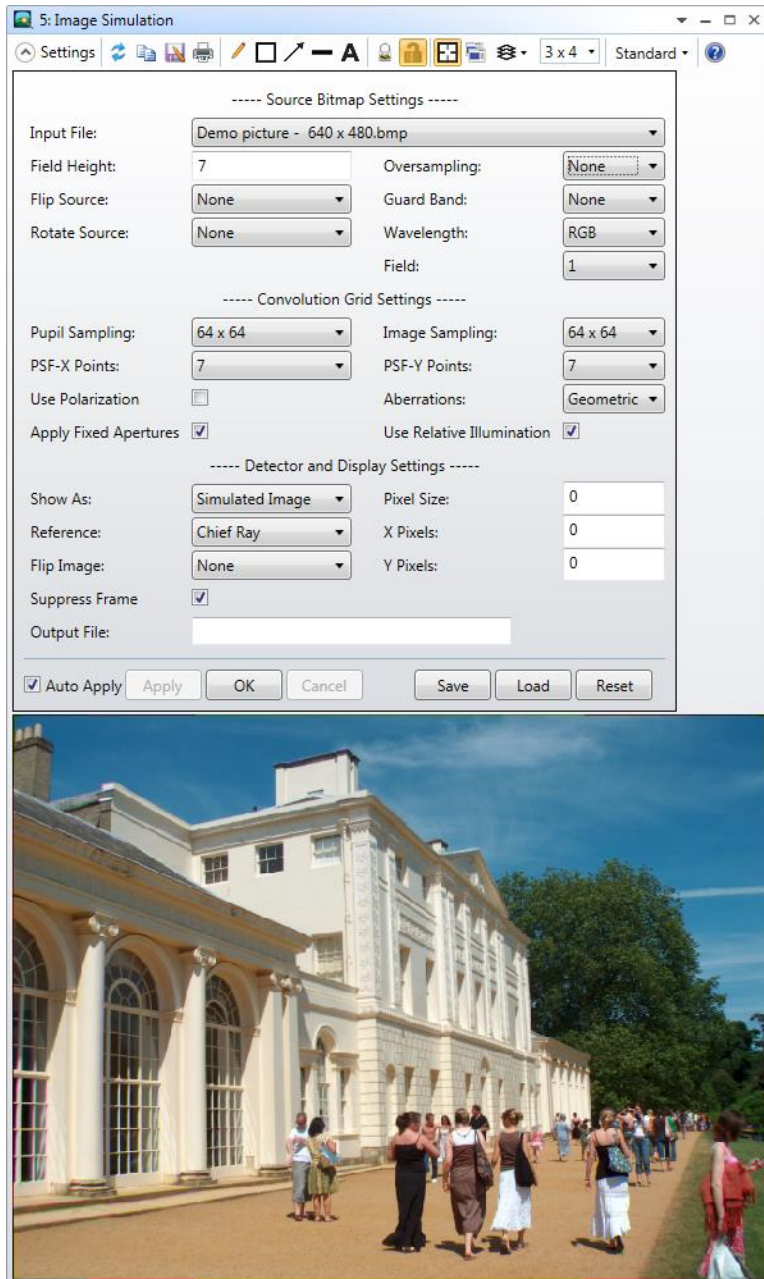 5: Image Simulation
Settings A 3 x 4 Standard ?
----- Source Bitmap Settings -----
Input File: Demo picture - 640 x 480.bmp
Field Height: 7 Oversampling: None
Flip Source: None Guard Band: None
Rotate Source: None Wavelength: RGB
Field: 1
----- Convolution Grid Settings -----
Pupil Sampling: 64 x 64 Image Sampling: 64 x 64
PSF-X Points: 7 PSF-Y Points: 7
Use Polarization Aberrations: Geometric
Apply Fixed Apertures Use Relative Illumination
----- Detector and Display Settings -----
Show As: Simulated Image Pixel Size: 0
Reference: Chief Ray X Pixels: 0
Flip Image: None Y Pixels: 0
Suppress Frame
Output File:
Auto Apply Apply OK Cancel Save Load Reset